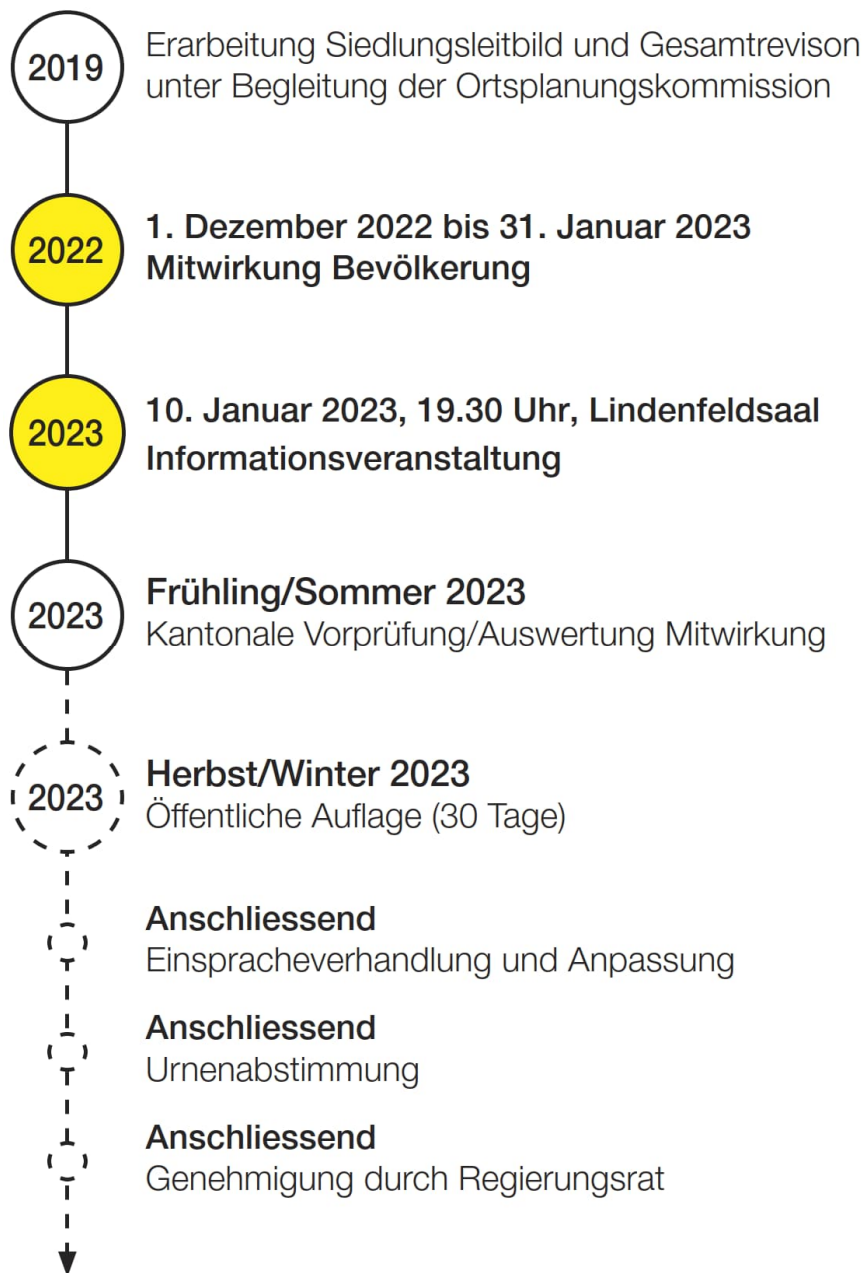 2019
Erarbeitung Siedlungsleitbild und Gesamtrevison
unter Begleitung der Ortsplanungskommission
2022
1. Dezember 2022 bis 31. Januar 2023
Mitwirkung Bevölkerung
2023
10. Januar 2023, 19.30 Uhr, Lindenfeldsaal
Informationsveranstaltung
2023
Frühling/Sommer 2023
Kantonale Vorprüfung/Auswertung Mitwirkung
2023
Herbst/Winter 2023
Öffentliche Auflage (30 Tage)
Anschliessend
Einspracheverhandlung und Anpassung
Anschliessend
Urnenabstimmung
Anschliessend
Genehmigung durch Regierungsrat